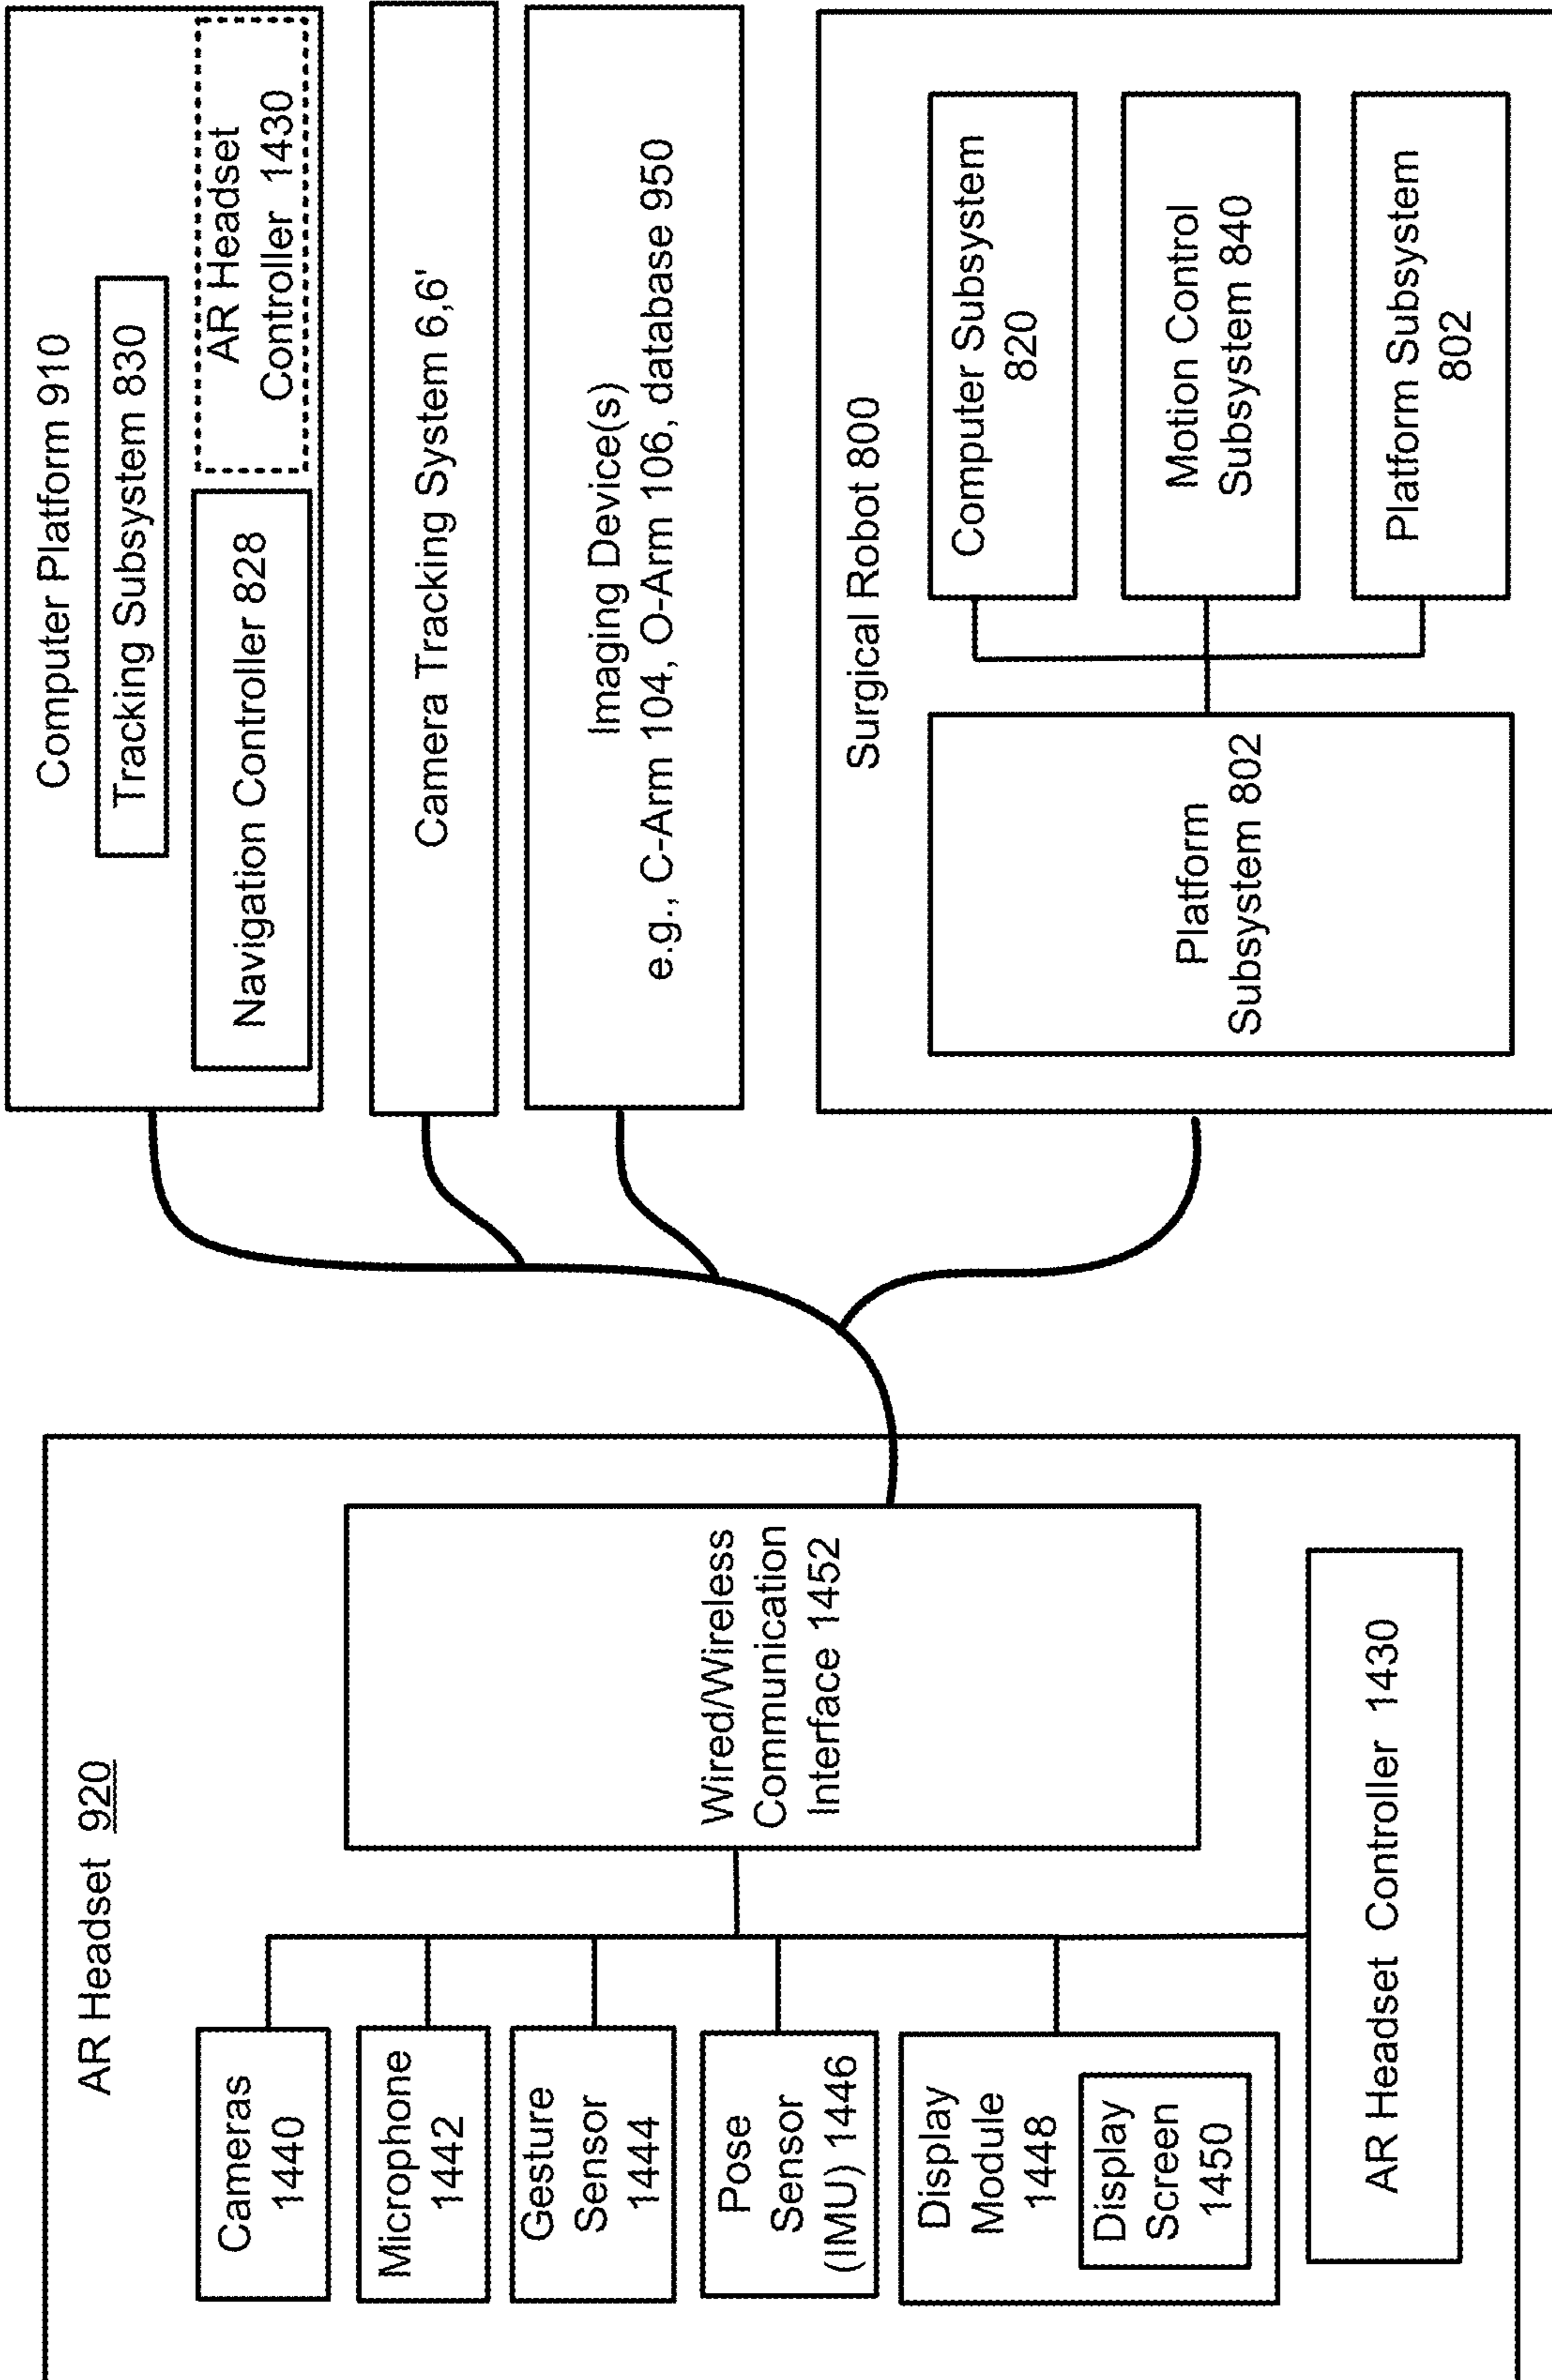 AR Headset 920
Cameras
1440
Microphone
1442
Gesture
Sensor
1444
Pose
Sensor
(IMU) 1446
Display
Module
1448
Display
Screen
1450
Wired/Wireless
Communication
Interface 1452
AR Headset Controller 1430
Computer Platform 910
Tracking Subsystem 830
Navigation Controller 828
AR Headset
Controller 1430
Camera Tracking System 6,6'
Imaging Device(s)
e.g., C-Arm 104, O-Arm 106, database 950
Surgical Robot 800
Platform
Subsystem 802
Computer Subsystem
820
Motion Control
Subsystem 840
Platform Subsystem
802